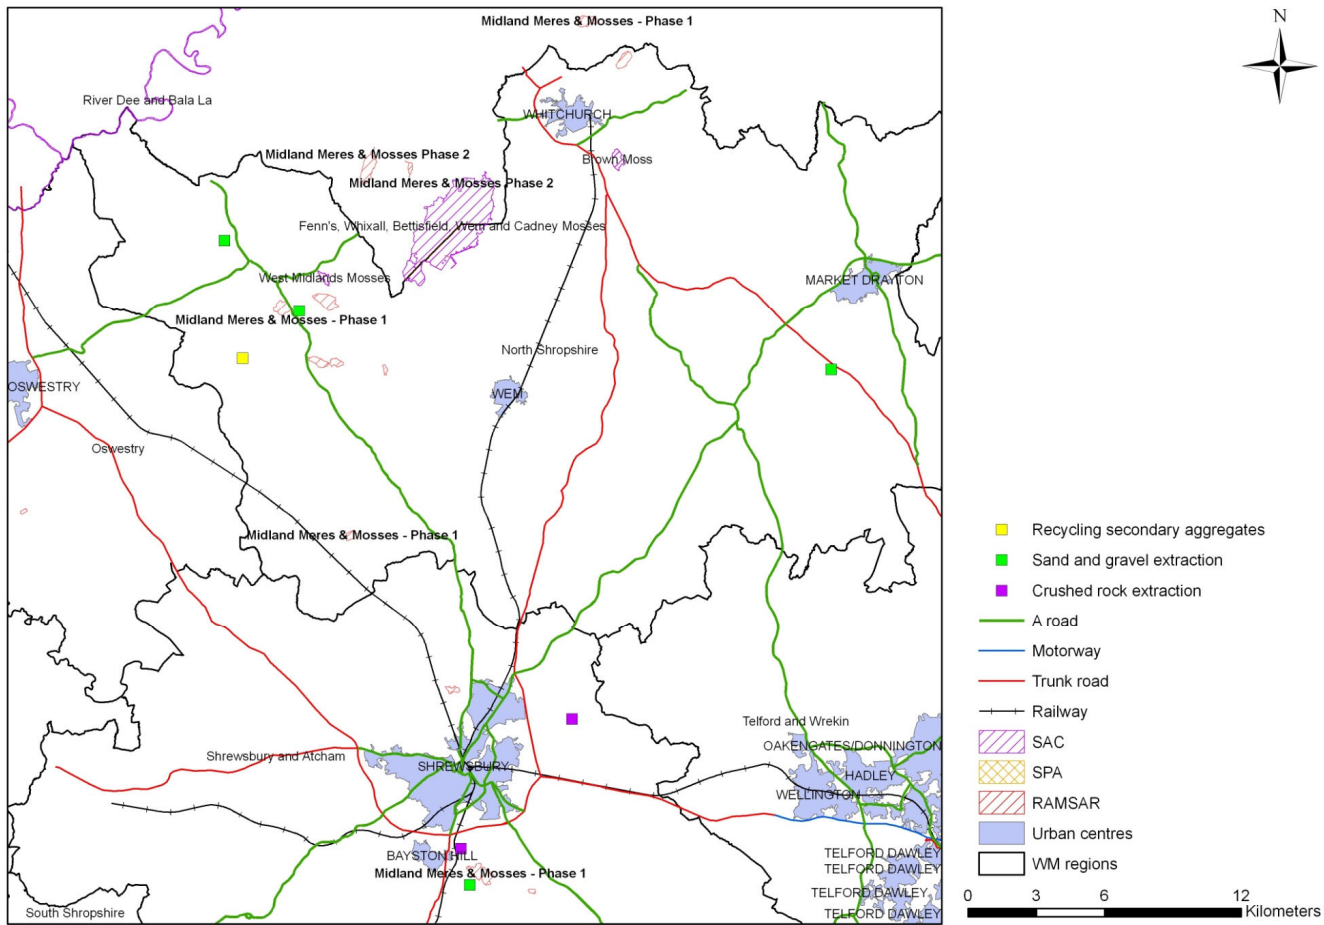 Midland Meres & Mosses - Phase 1
N
River Dee and Bala La
WHITCHURCH
Midland Meres & Mosses Phase 2
Brown Moss
Midland Meres & Mosses Phase 2
Fenn's, Whixall, Bettisfield, Wem and Cadney Mosses
West Midlands Mosses
MARKET DRAYTON
Midland Meres & Mosses - Phase 1
North Shropshire
OSWESTRY
WEM
Oswestry
Midland Meres & Mosses - Phase 1
Recycling secondary aggregates
Sand and gravel extraction
Crushed rock extraction
A road
Motorway
Trunk road
Railway
SAC
SPA
RAMSAR
Urban centres
WM regions
0 3 6 12
Kilometers
Telford and Wrekin
OAKENGATES/DONNINGTON
Shrewsbury and Atcham
SHREWSBURY
HADLEY
WELLINGTON
BAYSTON HILL
TELFORD DAWLEY
TELFORD DAWLEY
Midland Meres & Mosses - Phase 1
TELFORD DAWLEY
South Shropshire
TELFORD DAWLEY